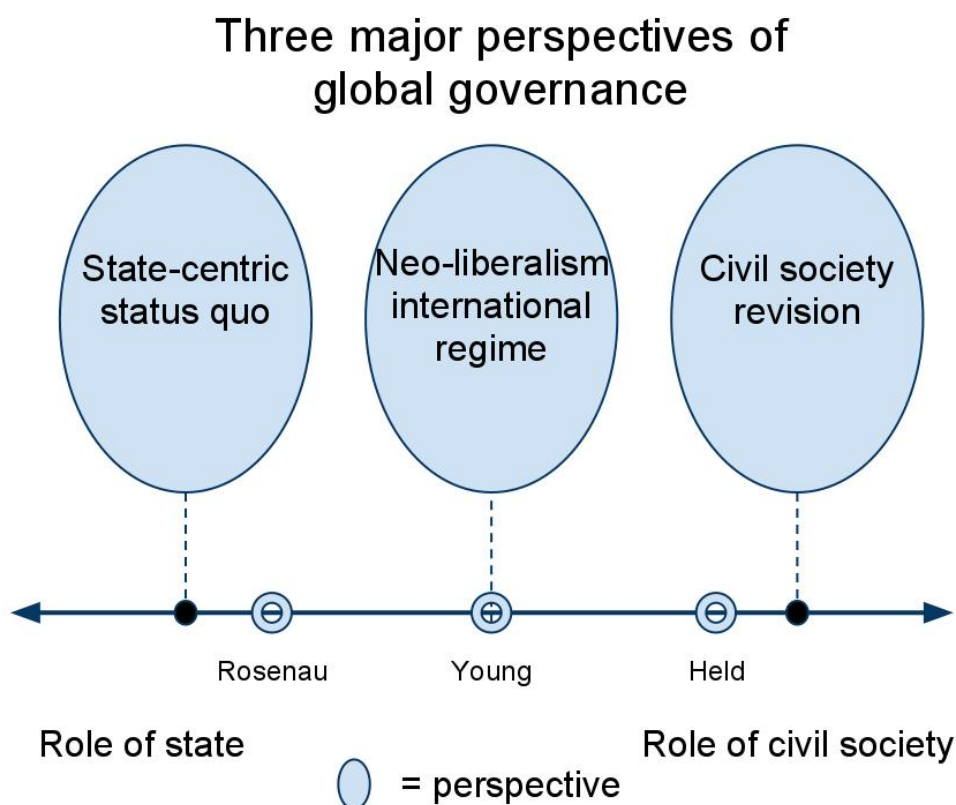 Three major perspectives of
global governance
State-centric
status quo
Neo-liberalism
international
regime
Civil society
revision
Rosenau
Young
Held
Role of state
Role of civil society
= perspective